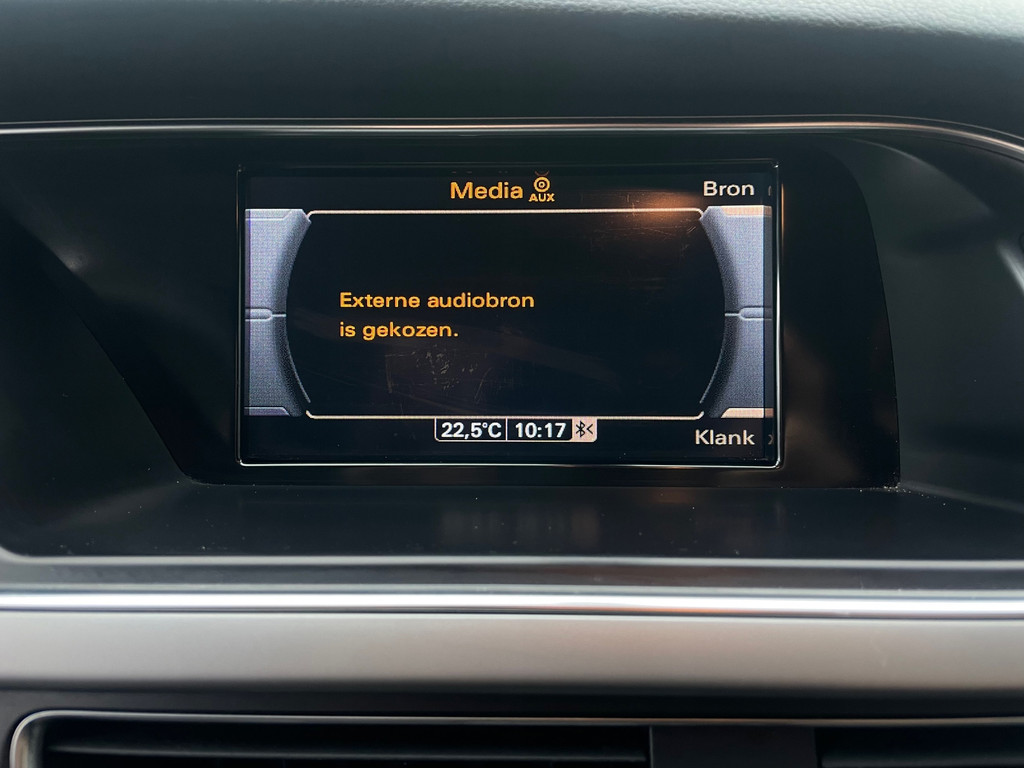 Media AUX
Bron
Externe audiobron
is gekozen.
22,5°C 10:17
Klank